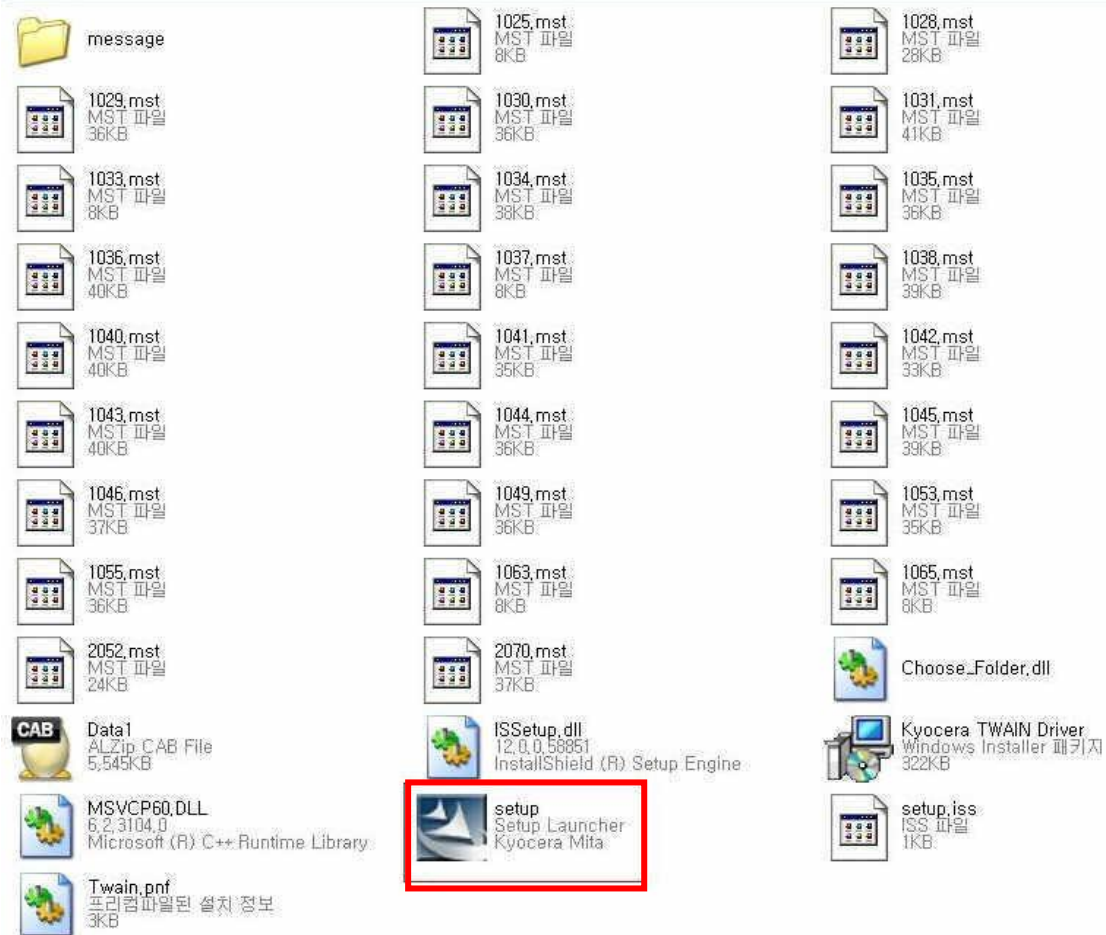 message
1025.mst
MST 파일
8KB
1028.mst
MST 파일
28KB
1029.mst
MST 파일
36KB
1030.mst
MST 파일
36KB
1031.mst
MST 파일
41KB
1033.mst
MST 파일
8KB
1034.mst
MST 파일
38KB
1035.mst
MST 파일
36KB
1036.mst
MST 파일
40KB
1037.mst
MST 파일
8KB
1038.mst
MST 파일
39KB
1040.mst
MST 파일
40KB
1041.mst
MST 파일
35KB
1042.mst
MST 파일
33KB
1043.mst
MST 파일
40KB
1044.mst
MST 파일
36KB
1045.mst
MST 파일
39KB
1046.mst
MST 파일
37KB
1049.mst
MST 파일
36KB
1053.mst
MST 파일
35KB
1055.mst
MST 파일
36KB
1063.mst
MST 파일
8KB
1065.mst
MST 파일
8KB
2052.mst
MST 파일
24KB
2070.mst
MST 파일
37KB
Choose_Folder.dll
CAB
Data1
ALZip CAB File
5,545KB
ISSetup.dll
12.0.0.58851
InstallShield (R) Setup Engine
Kyocera TWAIN Driver
Windows Installer 패키지
322KB
MSVCP60.DLL
6.2.3104.0
Microsoft (R) C++ Runtime Library
setup
Setup Launcher
Kyocera Mita
setup.iss
ISS 파일
1KB
Twain.pnf
프리컴파일된 설치 정보
3KB